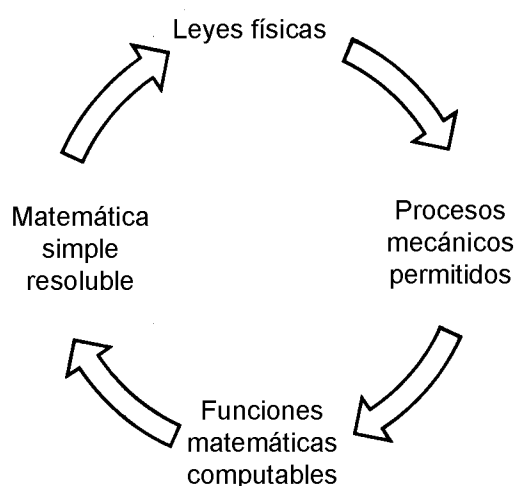 Leyes físicas
Procesos
mecánicos
permitidos
Funciones
matemáticas
computables
Matemática
simple
resoluble